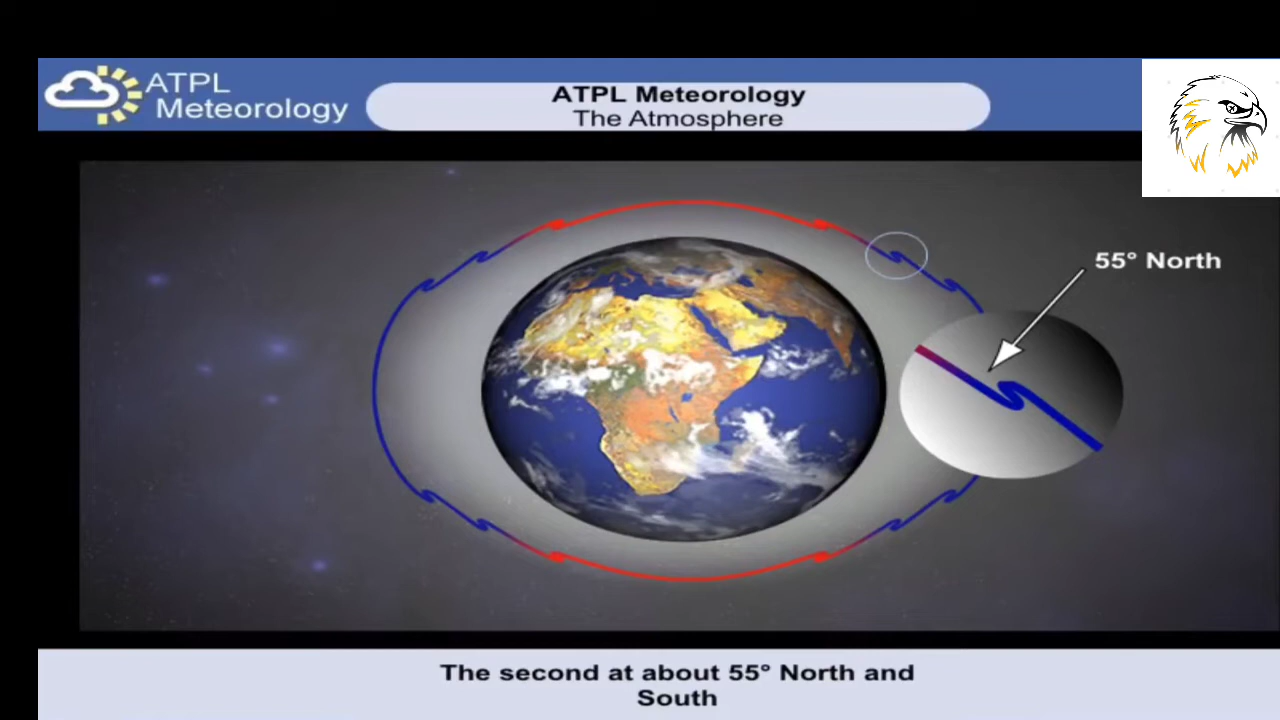 ATPL
Meteorology
ATPL Meteorology
The Atmosphere
55° North
The second at about 55° North and
South